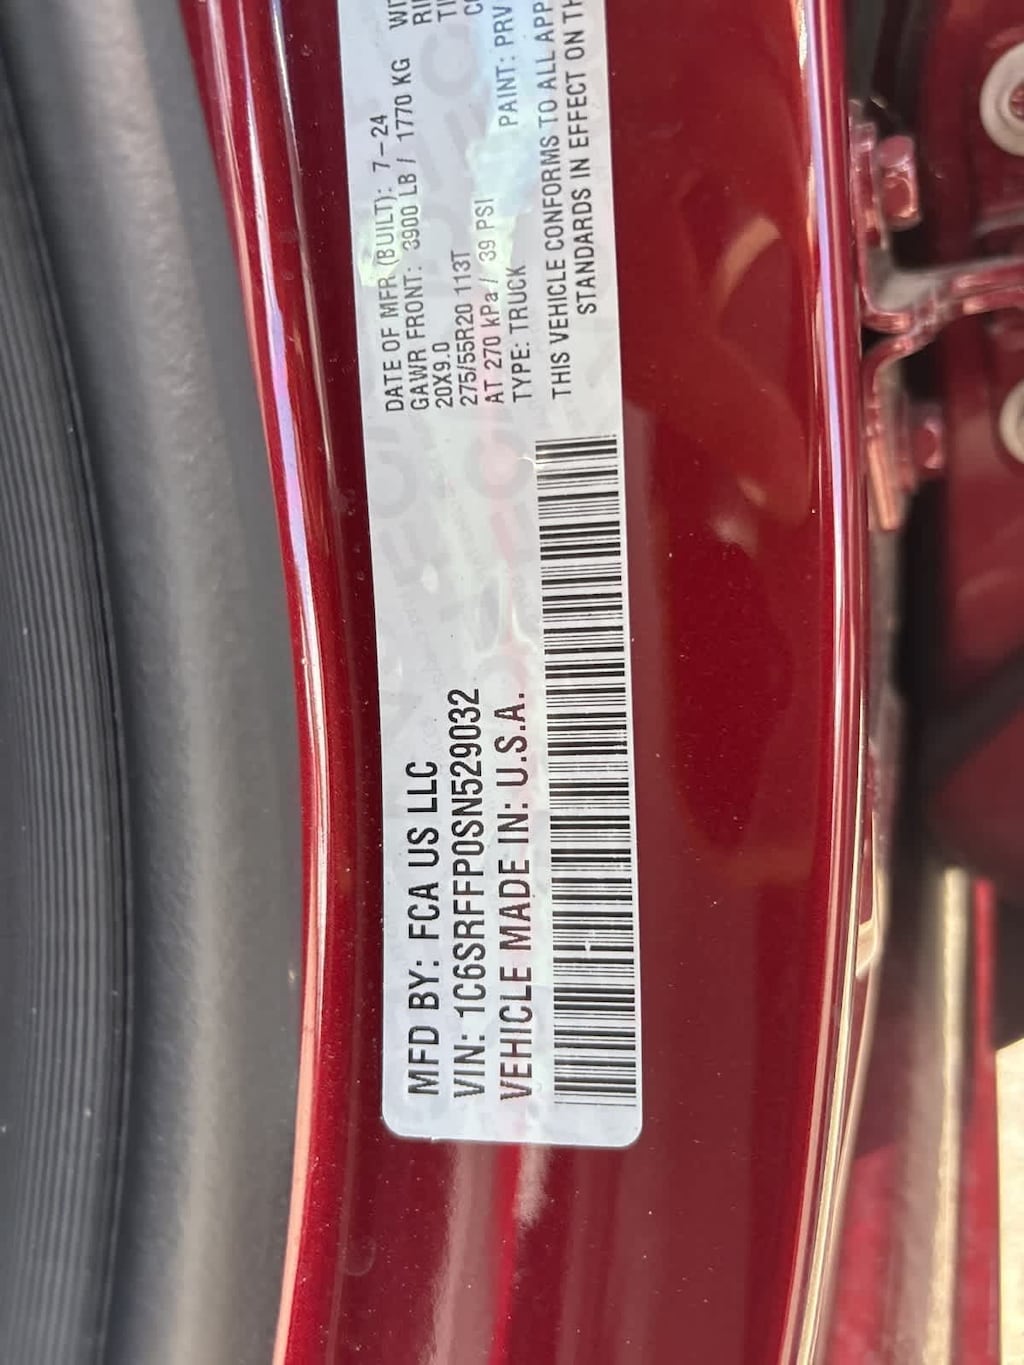 MFD BY: FCA US LLC
VIN: 1C6SRFFP0SN529032
VEHICLE MADE IN: U.S.A.
DATE OF MFR (BUILT): 7-24
GAWR FRONT: 3900 LB / 1770 KG
20X9.0
275/55R20 113T
AT 270 kPa / 39 PSI
TYPE: TRUCK PAINT: PRV
THIS VEHICLE CONFORMS TO ALL APP
STANDARDS IN EFFECT ON TH